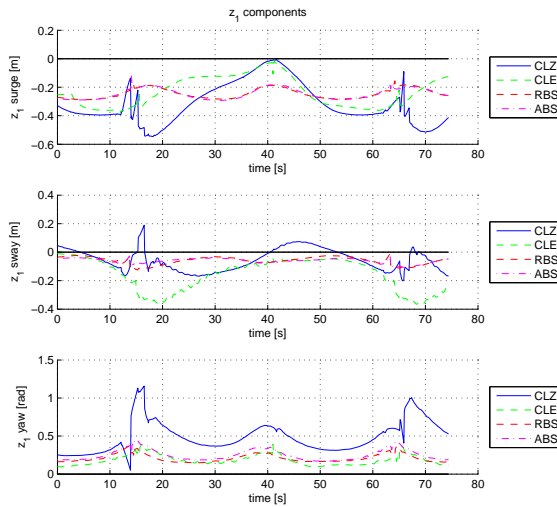 z1 components
0.2
0
−0.2
−0.4
−0.6
z1 surge [m]
0 10 20 30 40 50 60 70 80
time [s]
CLZ
CLE
RBS
ABS
0.4
0.2
0
−0.2
−0.4
z1 sway [m]
0 10 20 30 40 50 60 70 80
time [s]
CLZ
CLE
RBS
ABS
1.5
1
0.5
0
z1 yaw [rad]
0 10 20 30 40 50 60 70 80
time [s]
CLZ
CLE
RBS
ABS